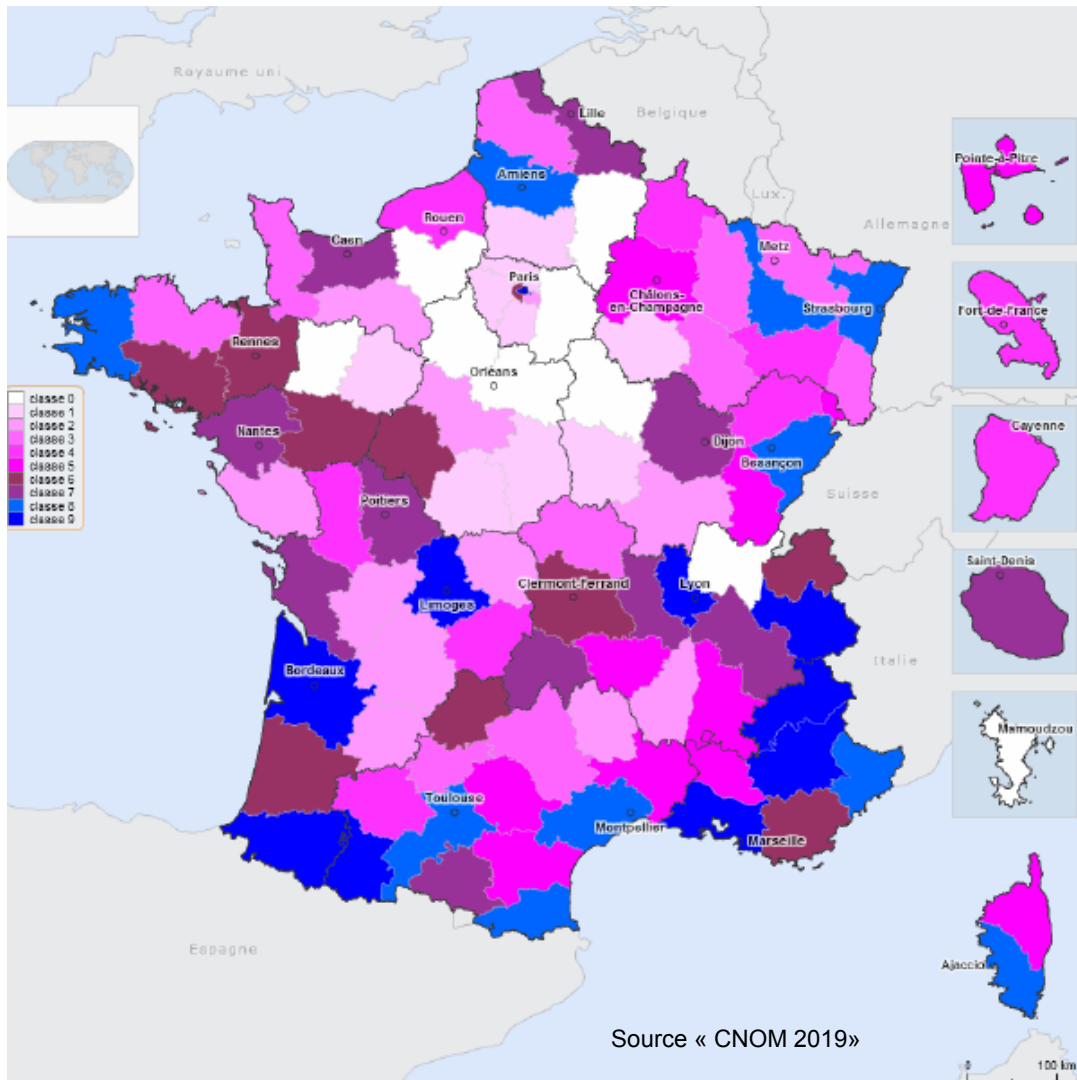 Royaume uni
Lille
Belgique
Pointe-à-Pitre
Amiens
Lux.
Rouen
Allemagne
Caen
Metz
Paris
Châlons-
en-Champagne
Strasbourg
Fort-de-France
Rennes
Orléans
classe 0
classe 1
classe 2
classe 3
classe 4
classe 5
classe 6
classe 7
classe 8
classe 9
Nantes
Dijon
Besançon
Cayenne
Poitiers
Suisse
Saint-Denis
Clermont-Ferrand
Lyon
Limoges
Italie
Bordeaux
Mamoudzou
Toulouse
Montpellier
Marseille
Espagne
Ajaccio
Source « CNOM 2019»
0 100 km